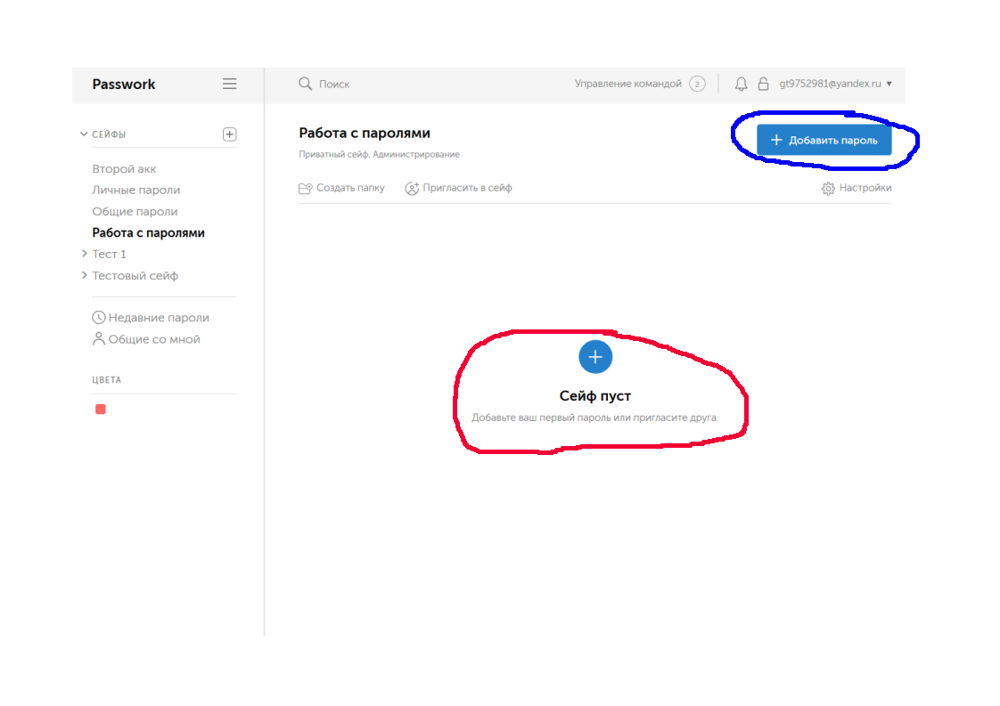 Passwork
Поиск
Управление командой 2
gt9752981@yandex.ru
СЕЙФЫ
Второй акк
Личные пароли
Общие пароли
Работа с паролями
Тест 1
Тестовый сейф
Недавние пароли
Общие со мной
ЦВЕТА
Работа с паролями
Приватный сейф, Администрирование
Добавить пароль
Создать папку
Пригласить в сейф
Настройки
Сейф пуст
Добавьте ваш первый пароль или пригласите друга.